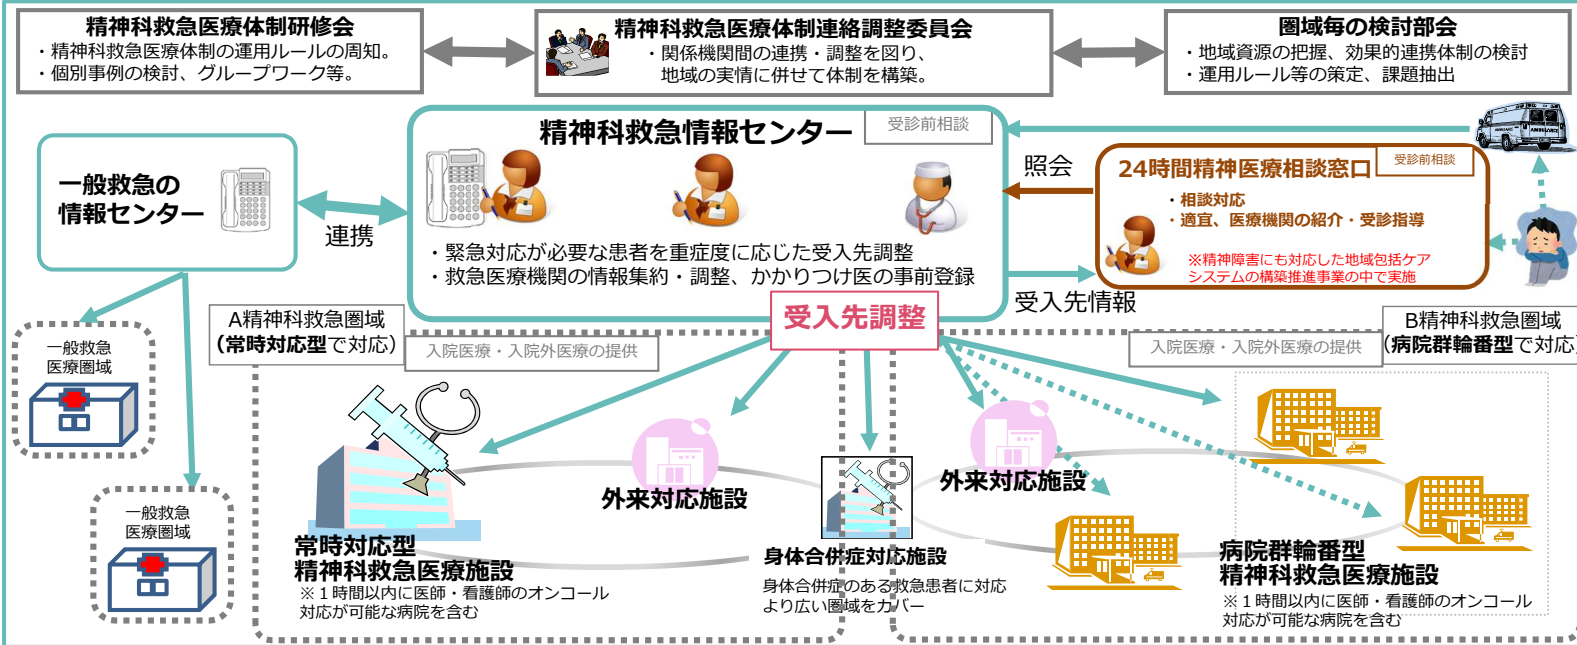 精神科救急医療体制研修会
・精神科救急医療体制の運用ルールの周知。
・個別事例の検討、グループワーク等。
精神科救急医療体制連絡調整委員会
・関係機関間の連携・調整を図り、
地域の実情に併せて体制を構築。
圏域毎の検討部会
・地域資源の把握、効果的連携体制の検討
・運用ルール等の策定、課題抽出
精神科救急情報センター
受診前相談
・緊急対応が必要な患者を重症度に応じた受入先調整
・救急医療機関の情報集約・調整、かかりつけ医の事前登録
一般救急の
情報センター
連携
照会
受入先情報
AMBULANCE
24時間精神医療相談窓口
受診前相談
・相談対応
・適宜、医療機関の紹介・受診指導
※精神障害にも対応した地域包括ケア
システムの構築推進事業の中で実施
受入先調整
A精神科救急圏域
(常時対応型で対応)
入院医療・入院外医療の提供
入院医療・入院外医療の提供
B精神科救急圏域
(病院群輪番型で対応)
一般救急
医療圏域
一般救急
医療圏域
外来対応施設
外来対応施設
常時対応型
精神科救急医療施設
※１時間以内に医師・看護師のオンコール
対応が可能な病院を含む
身体合併症対応施設
身体合併症のある救急患者に対応
より広い圏域をカバー
病院群輪番型
精神科救急医療施設
※１時間以内に医師・看護師のオンコール
対応が可能な病院を含む